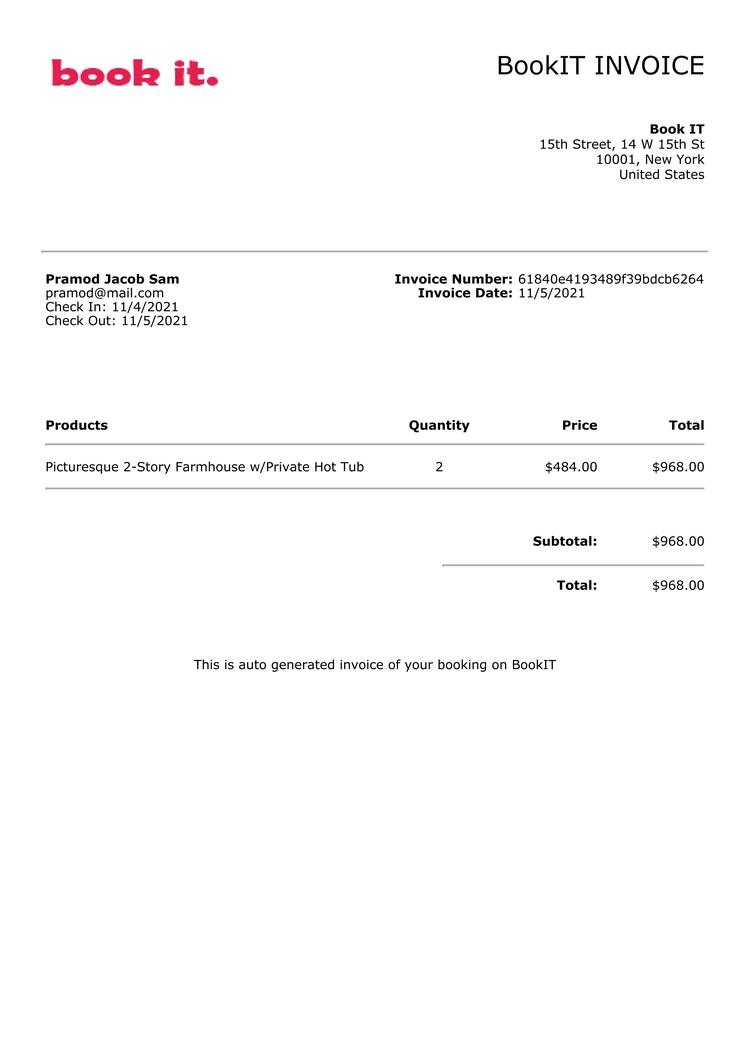 book it.
BookIT INVOICE
Book IT
15th Street, 14 W 15th St
10001, New York
United States
Pramod Jacob Sam
pramod@mail.com
Check In: 11/4/2021
Check Out: 11/5/2021
Invoice Number: 61840e4193489f39bdcb6264
Invoice Date: 11/5/2021
Products Quantity Price Total
Picturesque 2-Story Farmhouse w/Private Hot Tub 2 $484.00 $968.00
Subtotal: $968.00
Total: $968.00
This is auto generated invoice of your booking on BookIT